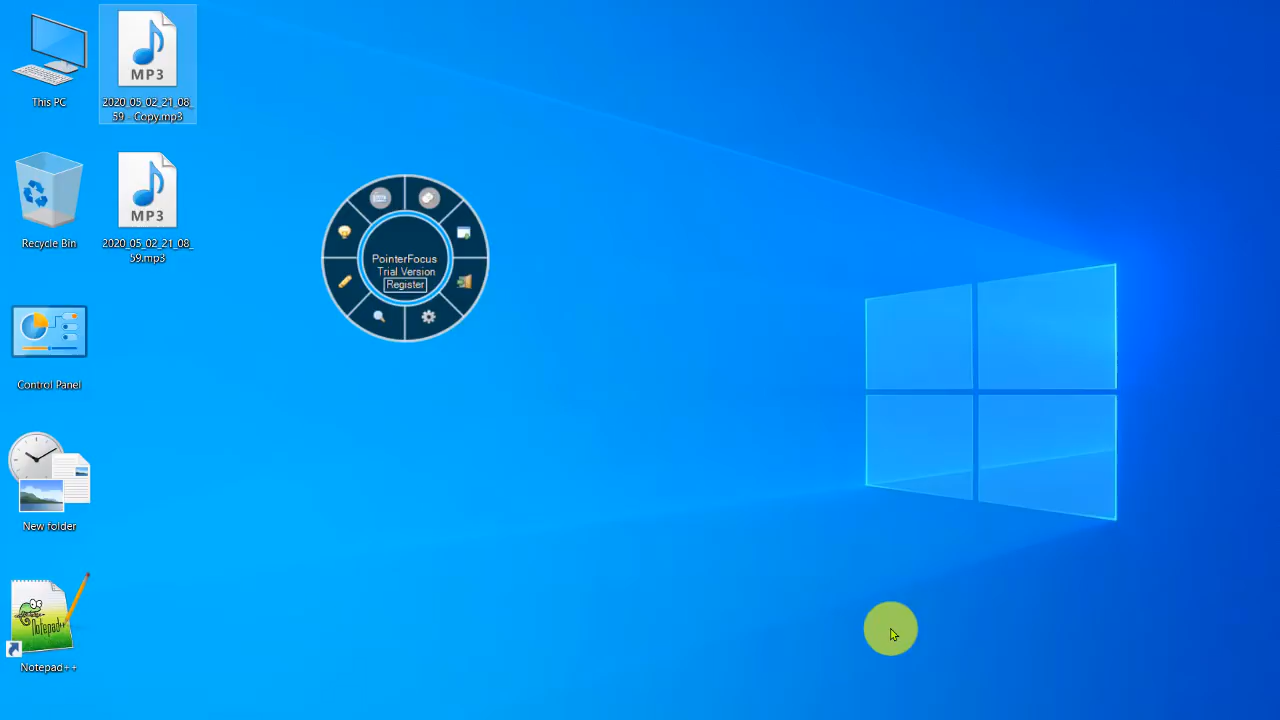 This PC
MP3
2020_05_02_21_08_
59 - Copy.mp3
Recycle Bin
MP3
2020_05_02_21_08_
59.mp3
PointerFocus
Trial Version
Register
Control Panel
New folder
Notepad++
Notepad++